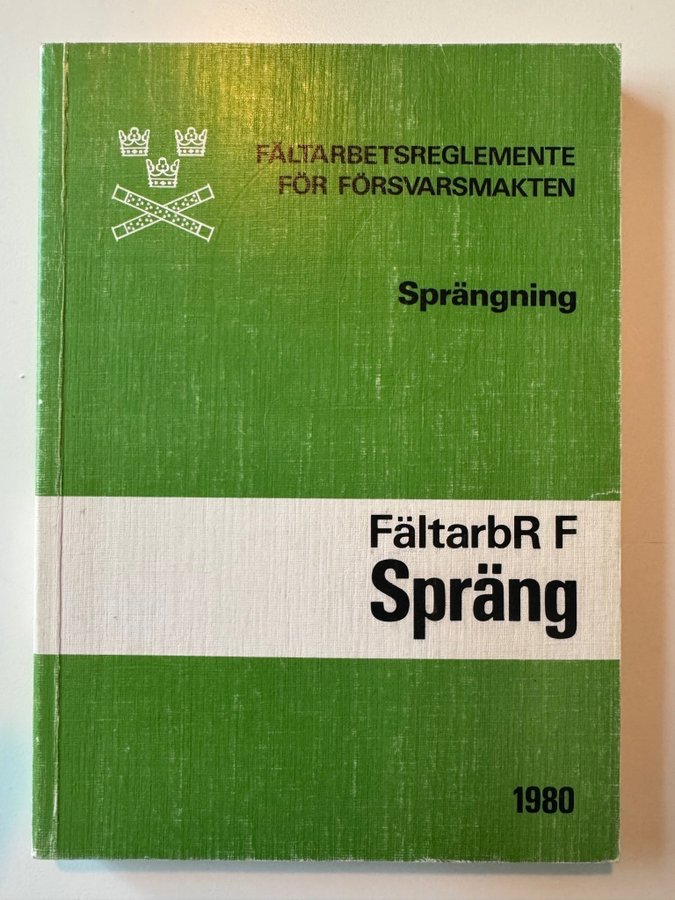 FÄLTARBETSREGLEMENTE
FÖR FÖRSVARSMAKTEN
Sprängning
FältarbR F
Spräng
1980